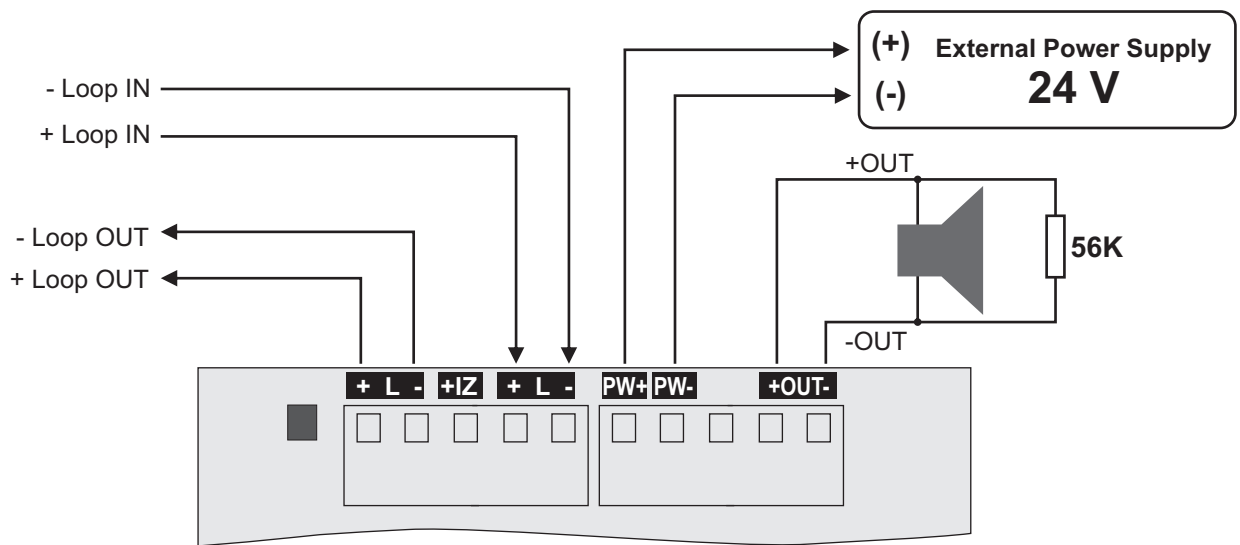 (+) External Power Supply
(-) 24 V
- Loop IN
+ Loop IN
+OUT
- Loop OUT
56K
+ Loop OUT
-OUT
+ L - +IZ + L - PW+ PW- +OUT-